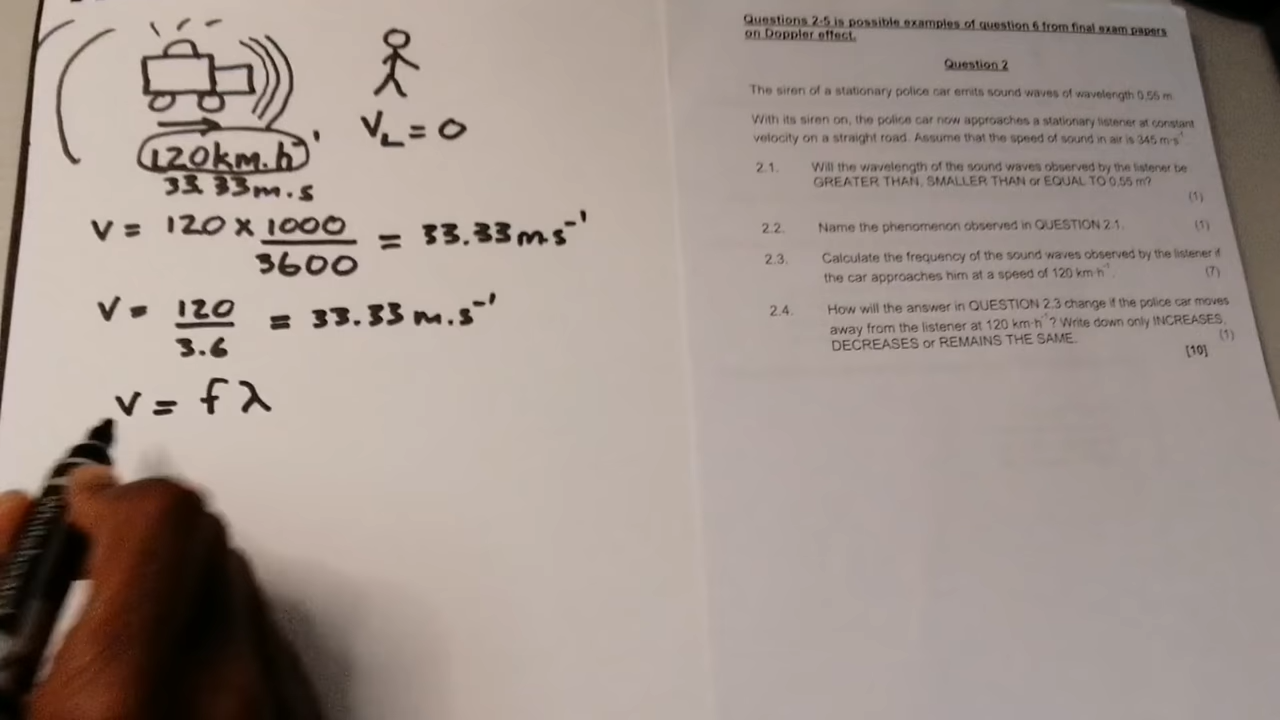 V_L = 0
120km.h⁻'
33.33m.s
V = 120 × 1000/3600 = 33.33m.s⁻'
V = 120/3.6 = 33.33m.s⁻'
V = fλ
Questions 2-5 is possible examples of question 6 from final exam papers
on Doppler effect.
Question 2
The siren of a stationary police car emits sound waves of wavelength 0,55 m.
With its siren on, the police car now approaches a stationary listener at constant
velocity on a straight road. Assume that the speed of sound in air is 345 m·s⁻¹.
2.1. Will the wavelength of the sound waves observed by the listener be
GREATER THAN, SMALLER THAN or EQUAL TO 0,55 m?
(1)
2.2. Name the phenomenon observed in QUESTION 2.1. (1)
2.3. Calculate the frequency of the sound waves observed by the listener if
the car approaches him at a speed of 120 km·h⁻¹. (7)
2.4. How will the answer in QUESTION 2.3 change if the police car moves
away from the listener at 120 km·h⁻¹? Write down only INCREASES,
DECREASES or REMAINS THE SAME. (1)
[10]